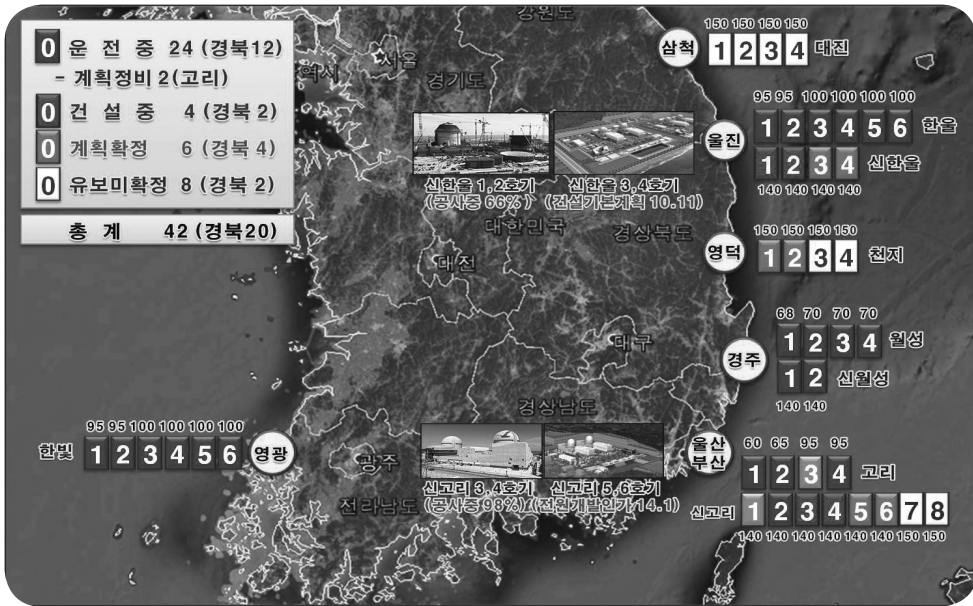 0 운 전 중 24 (경북12)
- 계획정비 2(고리)
0 건 설 중 4 (경북 2)
0 계획확정 6 (경북 4)
0 유보미확정 8 (경북 2)
총 계 42 (경북20)
강원도
서울
경기도
대한민국
경상북도
대전
대구
경상남도
광주
전라남도
신한울 1,2호기
(공사중 66%)
신한울 3,4호기
(건설기본계획 10.11)
신고리 3,4호기
(공사중 98%)
신고리 5,6호기
(전원개발인가 14.1)
삼척
150 150 150 150
1 2 3 4 대진
울진
95 95 100 100 100 100
1 2 3 4 5 6 한울
1 2 3 4 신한울
140 140 140 140
영덕
150 150 150 150
1 2 3 4 천지
경주
68 70 70 70
1 2 3 4 월성
1 2 신월성
140 140
울산
부산
60 65 95 95
1 2 3 4 고리
신고리 1 2 3 4 5 6 7 8
140 140 140 140 140 140 150 150
95 95 100 100 100 100
한빛 1 2 3 4 5 6 영광